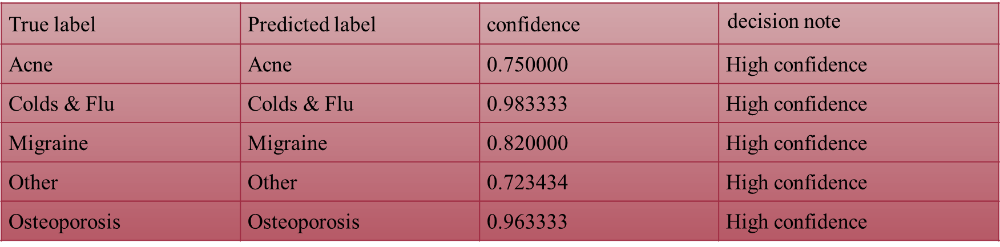 True label Predicted label confidence decision note
Acne Acne 0.750000 High confidence
Colds & Flu Colds & Flu 0.983333 High confidence
Migraine Migraine 0.820000 High confidence
Other Other 0.723434 High confidence
Osteoporosis Osteoporosis 0.963333 High confidence